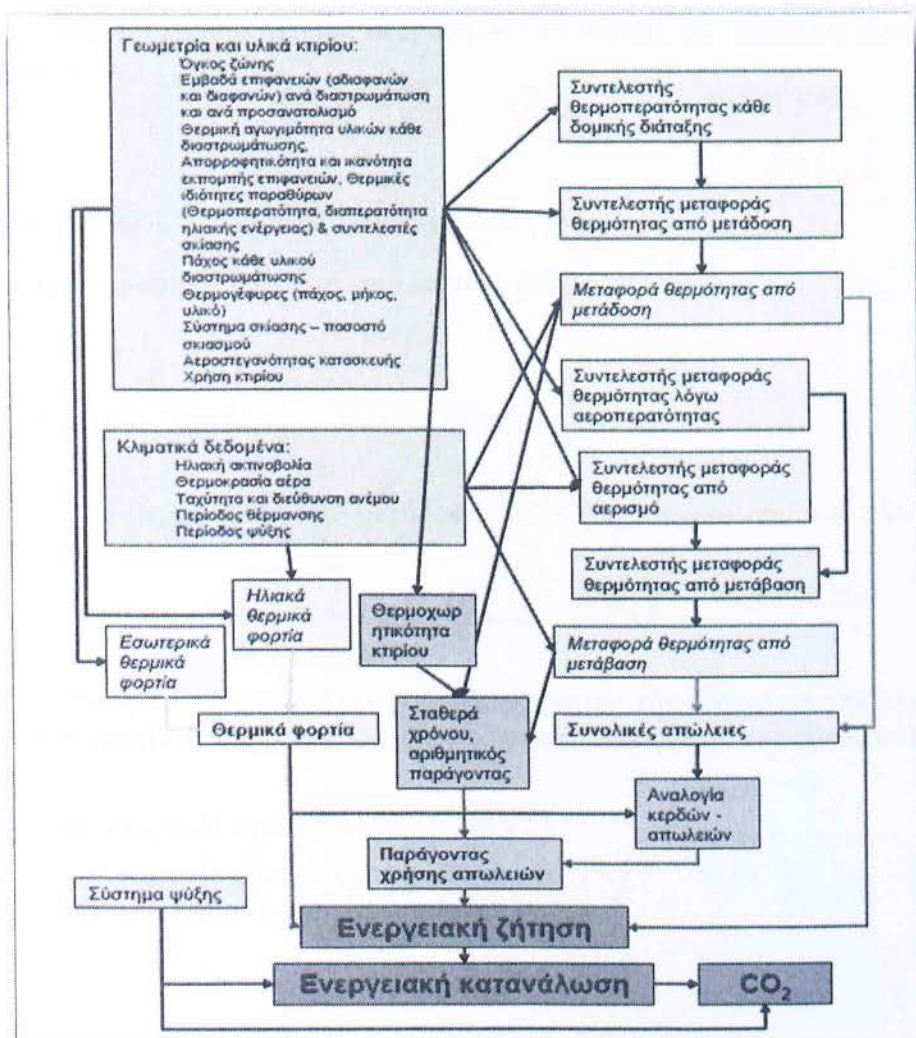 Γεωμετρία και υλικά κτιρίου:
Όγκος ζώνης
Εμβαδά επιφανειών (αδιαφανών
και διαφανών) ανά διαστρωμάτωση
και ανά προσανατολισμό
Θερμική αγωγιμότητα υλικών κάθε
διαστρωμάτωσης,
Απορροφητικότητα και ικανότητα
εκπομπής επιφανειών, Θερμικές
ιδιότητες παραθύρων
(Θερμοπερατότητα, διαπερατότητα
ηλιακής ενέργειας) & συντελεστές
σκίασης
Πάχος κάθε υλικού
διαστρωμάτωσης
Θερμογέφυρες (πάχος, μήκος,
υλικό)
Σύστημα σκίασης – ποσοστό
σκιασμού
Αεροστεγανότητας κατασκευής
Χρήση κτιρίου
Κλιματικά δεδομένα:
Ηλιακή ακτινοβολία
Θερμοκρασία αέρα
Ταχύτητα και διεύθυνση ανέμου
Περίοδος θέρμανσης
Περίοδος ψύξης
Συντελεστής
θερμοπερατότητας κάθε
δομικής διάταξης
Συντελεστής μεταφοράς
θερμότητας από μετάδοση
Μεταφορά θερμότητας από
μετάδοση
Συντελεστής μεταφοράς
θερμότητας λόγω
αεροπερατότητας
Συντελεστής μεταφοράς
θερμότητας από
αερισμό
Συντελεστής μεταφοράς
θερμότητας από μετάβαση
Μεταφορά θερμότητας από
μετάβαση
Ηλιακά
θερμικά
φορτία
Εσωτερικά
θερμικά
φορτία
Θερμοχωρ
ητικότητα
κτιρίου
Θερμικά φορτία
Σταθερά
χρόνου,
αριθμητικός
παράγοντας
Συνολικές απώλειες
Αναλογία
κερδών -
απωλειών
Παράγοντας
χρήσης απωλειών
Σύστημα ψύξης
Ενεργειακή ζήτηση
Ενεργειακή κατανάλωση
CO₂